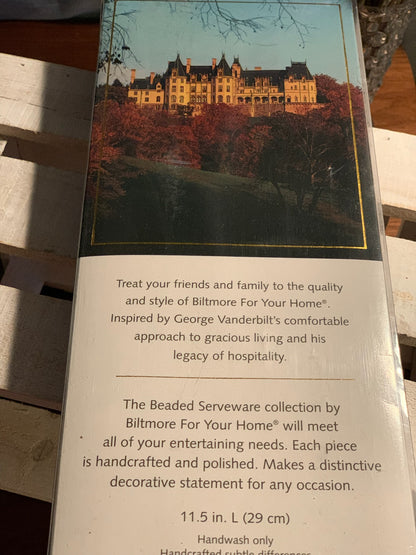 Treat your friends and family to the quality
and style of Biltmore For Your Home®.
Inspired by George Vanderbilt's comfortable
approach to gracious living and his
legacy of hospitality.
The Beaded Serveware collection by
Biltmore For Your Home® will meet
all of your entertaining needs. Each piece
is handcrafted and polished. Makes a distinctive
decorative statement for any occasion.
11.5 in. L (29 cm)
Handwash only
Handcrafted subtle differences